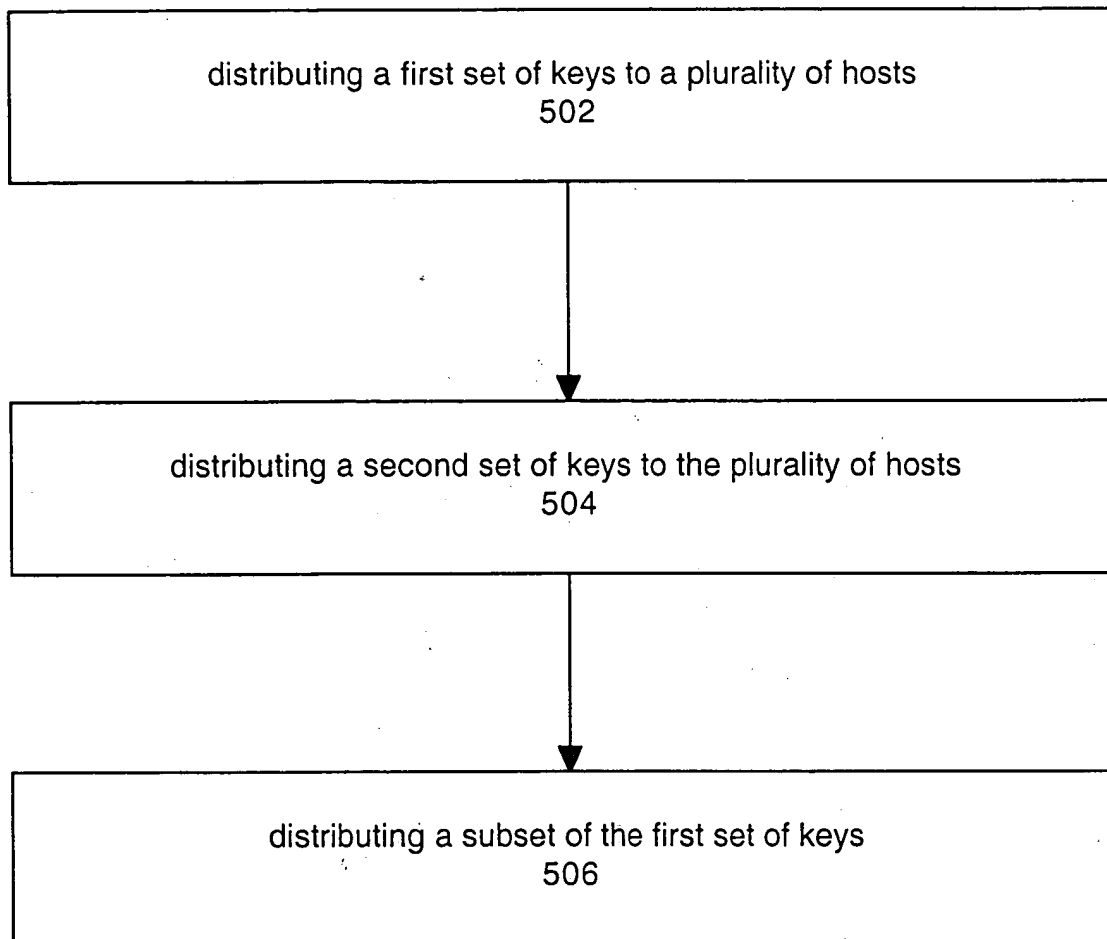 distributing a first set of keys to a plurality of hosts
502
distributing a second set of keys to the plurality of hosts
504
distributing a subset of the first set of keys
506